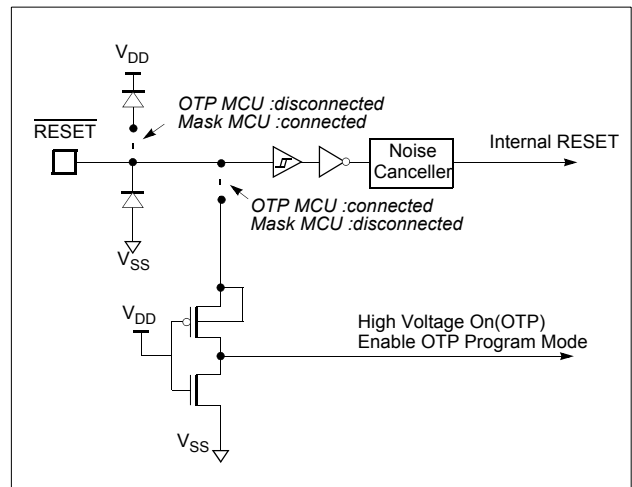 VDD
OTP MCU :disconnected
Mask MCU :connected
RESET
Internal RESET
Noise
Canceller
OTP MCU :connected
Mask MCU :disconnected
VSS
VDD
High Voltage On(OTP)
Enable OTP Program Mode
VSS